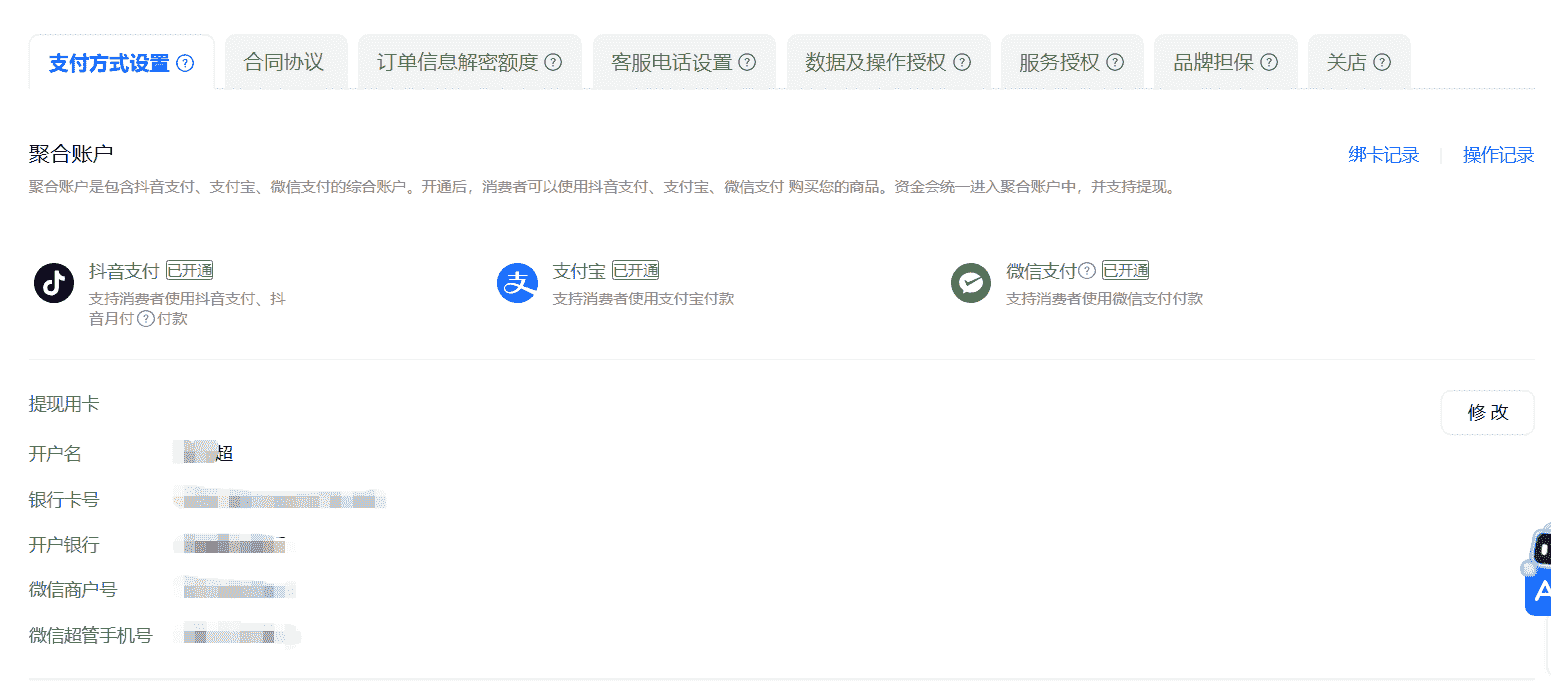 支付方式设置 ? 合同协议 订单信息解密额度 ? 客服电话设置 ? 数据及操作授权 ? 服务授权 ? 品牌担保 ? 关店 ?
聚合账户 绑卡记录 | 操作记录
聚合账户是包含抖音支付、支付宝、微信支付的综合账户。开通后，消费者可以使用抖音支付、支付宝、微信支付 购买您的商品。资金会统一进入聚合账户中，并支持提现。
抖音支付 已开通
支持消费者使用抖音支付、抖
音月付 ? 付款
支付宝 已开通
支持消费者使用支付宝付款
微信支付 ? 已开通
支持消费者使用微信支付付款
提现用卡 修改
开户名 超
银行卡号
开户银行
微信商户号
微信超管手机号